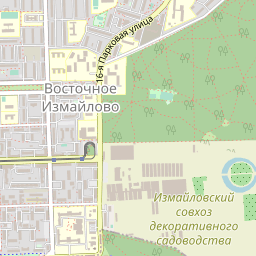 16-я Парковая улица
Восточное
Измайлово
Измайловский
совхоз
декоративного
садоводства